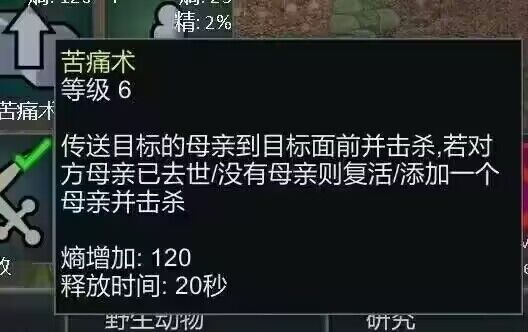 精: 2%
苦痛术
等级 6
苦痛术
传送目标的母亲到目标面前并击杀,若对
方母亲已去世/没有母亲则复活/添加一个
母亲并击杀
熵增加: 120
释放时间: 20秒
野生动物
研究